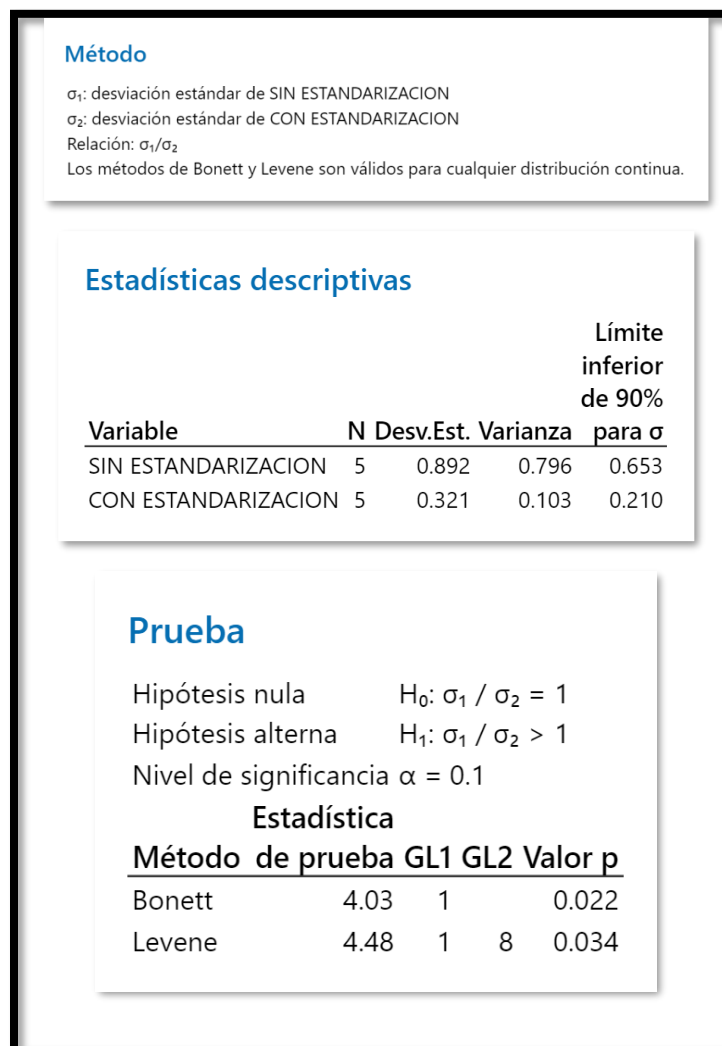 Método
σ₁: desviación estándar de SIN ESTANDARIZACION
σ₂: desviación estándar de CON ESTANDARIZACION
Relación: σ₁/σ₂
Los métodos de Bonett y Levene son válidos para cualquier distribución continua.
Estadísticas descriptivas
Límite
inferior
de 90%
Variable N Desv.Est. Varianza para σ
SIN ESTANDARIZACION 5 0.892 0.796 0.653
CON ESTANDARIZACION 5 0.321 0.103 0.210
Prueba
Hipótesis nula H₀: σ₁ / σ₂ = 1
Hipótesis alterna H₁: σ₁ / σ₂ > 1
Nivel de significancia α = 0.1
Estadística
Método de prueba GL1 GL2 Valor p
Bonett 4.03 1 0.022
Levene 4.48 1 8 0.034